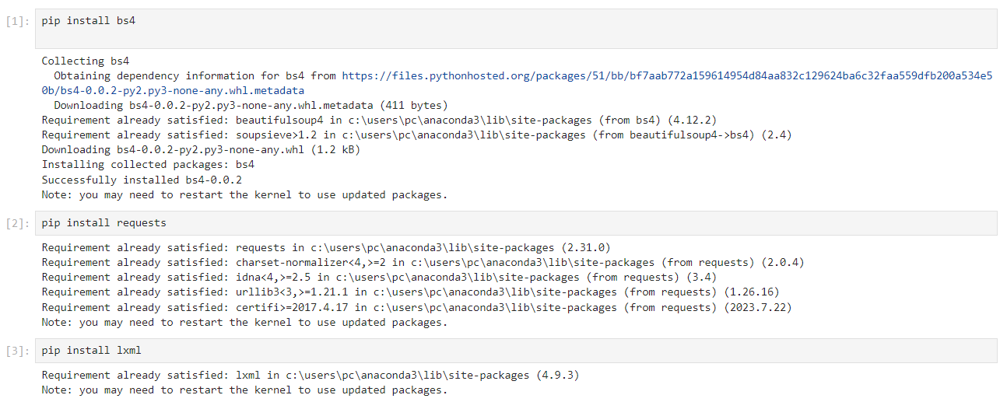 [1]: pip install bs4
Collecting bs4
  Obtaining dependency information for bs4 from https://files.pythonhosted.org/packages/51/bb/bf7aab772a159614954d84aa832c129624ba6c32faa559dfb200a534e5
0b/bs4-0.0.2-py2.py3-none-any.whl.metadata
  Downloading bs4-0.0.2-py2.py3-none-any.whl.metadata (411 bytes)
Requirement already satisfied: beautifulsoup4 in c:\users\pc\anaconda3\lib\site-packages (from bs4) (4.12.2)
Requirement already satisfied: soupsieve>1.2 in c:\users\pc\anaconda3\lib\site-packages (from beautifulsoup4->bs4) (2.4)
Downloading bs4-0.0.2-py2.py3-none-any.whl (1.2 kB)
Installing collected packages: bs4
Successfully installed bs4-0.0.2
Note: you may need to restart the kernel to use updated packages.
[2]: pip install requests
Requirement already satisfied: requests in c:\users\pc\anaconda3\lib\site-packages (2.31.0)
Requirement already satisfied: charset-normalizer<4,>=2 in c:\users\pc\anaconda3\lib\site-packages (from requests) (2.0.4)
Requirement already satisfied: idna<4,>=2.5 in c:\users\pc\anaconda3\lib\site-packages (from requests) (3.4)
Requirement already satisfied: urllib3<3,>=1.21.1 in c:\users\pc\anaconda3\lib\site-packages (from requests) (1.26.16)
Requirement already satisfied: certifi>=2017.4.17 in c:\users\pc\anaconda3\lib\site-packages (from requests) (2023.7.22)
Note: you may need to restart the kernel to use updated packages.
[3]: pip install lxml
Requirement already satisfied: lxml in c:\users\pc\anaconda3\lib\site-packages (4.9.3)
Note: you may need to restart the kernel to use updated packages.